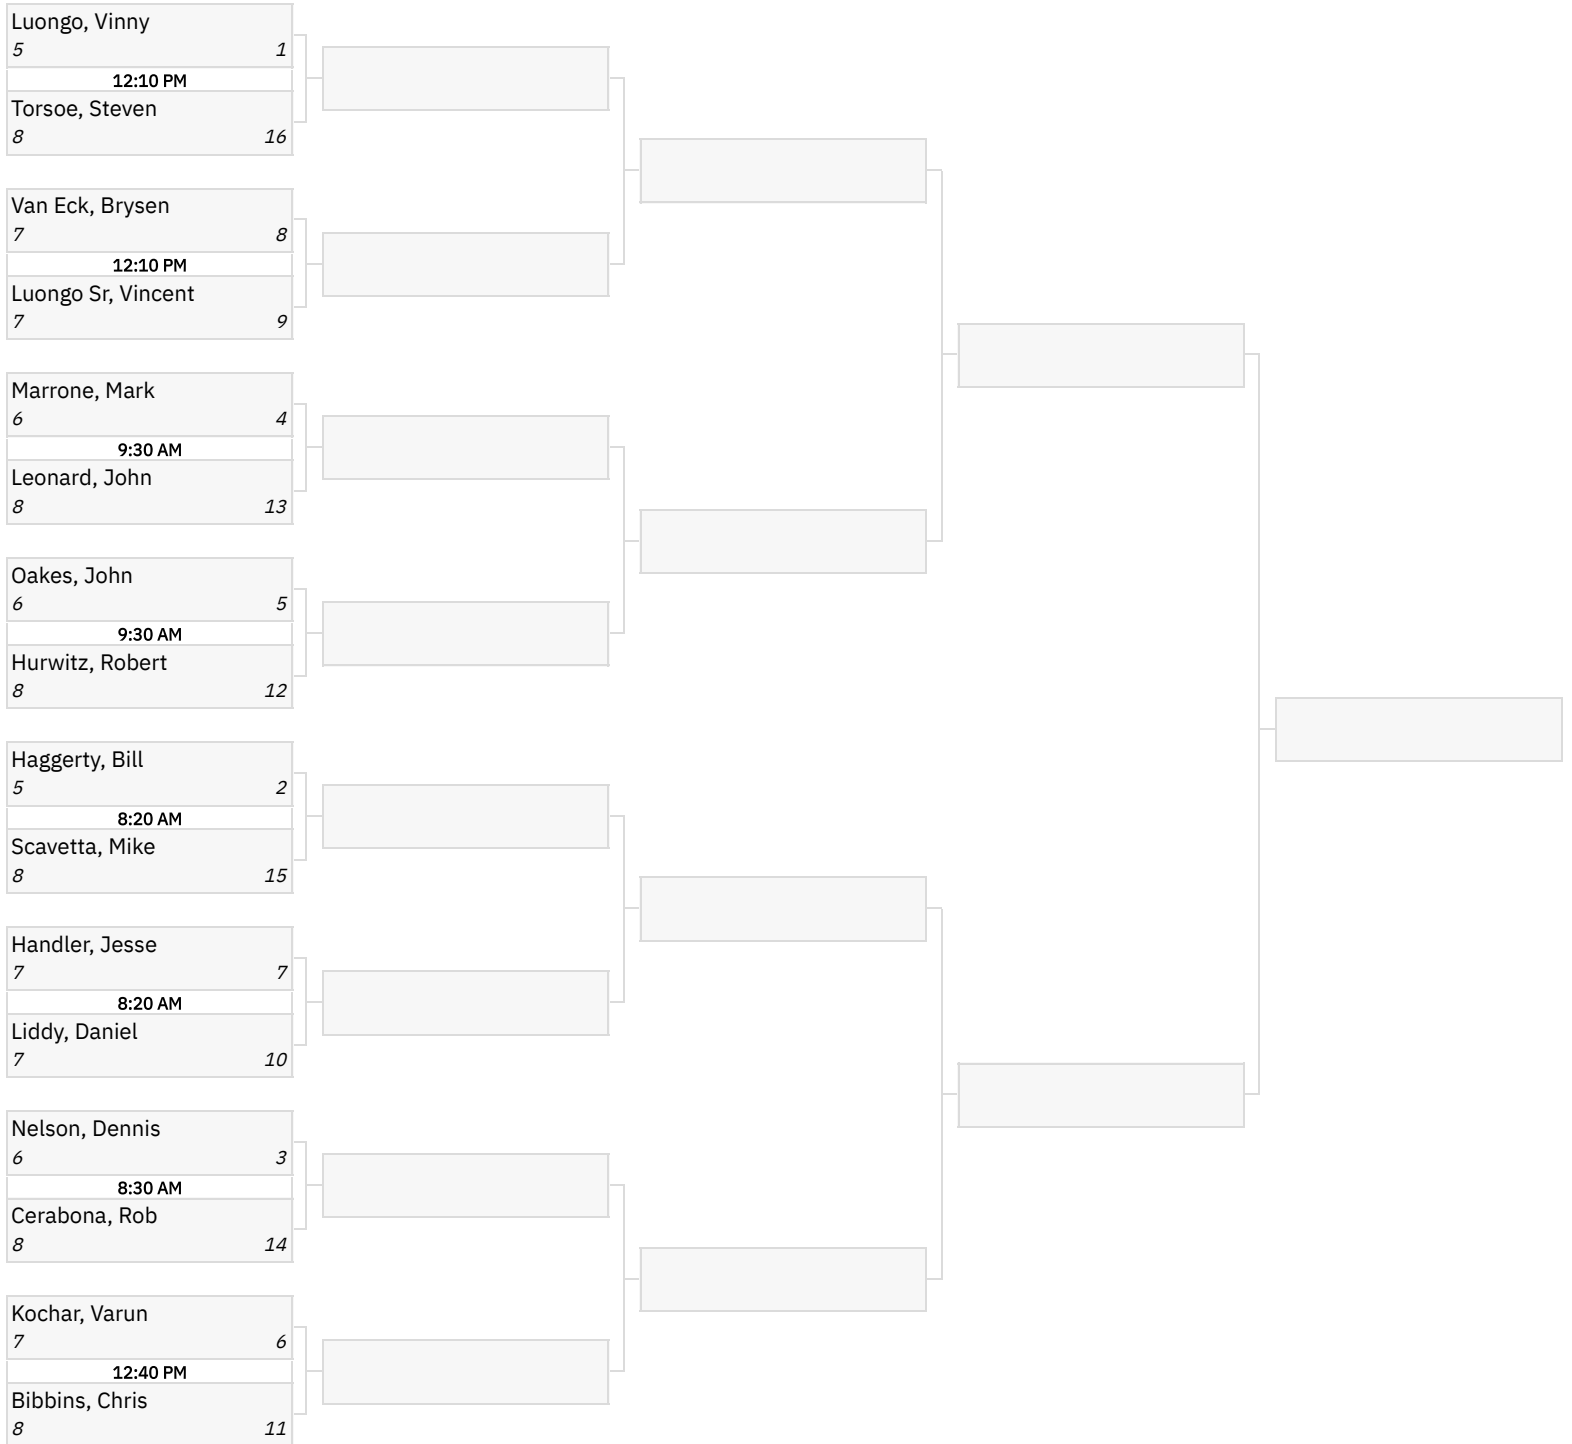 Luongo, Vinny
5 1
12:10 PM
Torsoe, Steven
8 16
Van Eck, Brysen
7 8
12:10 PM
Luongo Sr, Vincent
7 9
Marrone, Mark
6 4
9:30 AM
Leonard, John
8 13
Oakes, John
6 5
9:30 AM
Hurwitz, Robert
8 12
Haggerty, Bill
5 2
8:20 AM
Scavetta, Mike
8 15
Handler, Jesse
7 7
8:20 AM
Liddy, Daniel
7 10
Nelson, Dennis
6 3
8:30 AM
Cerabona, Rob
8 14
Kochar, Varun
7 6
12:40 PM
Bibbins, Chris
8 11